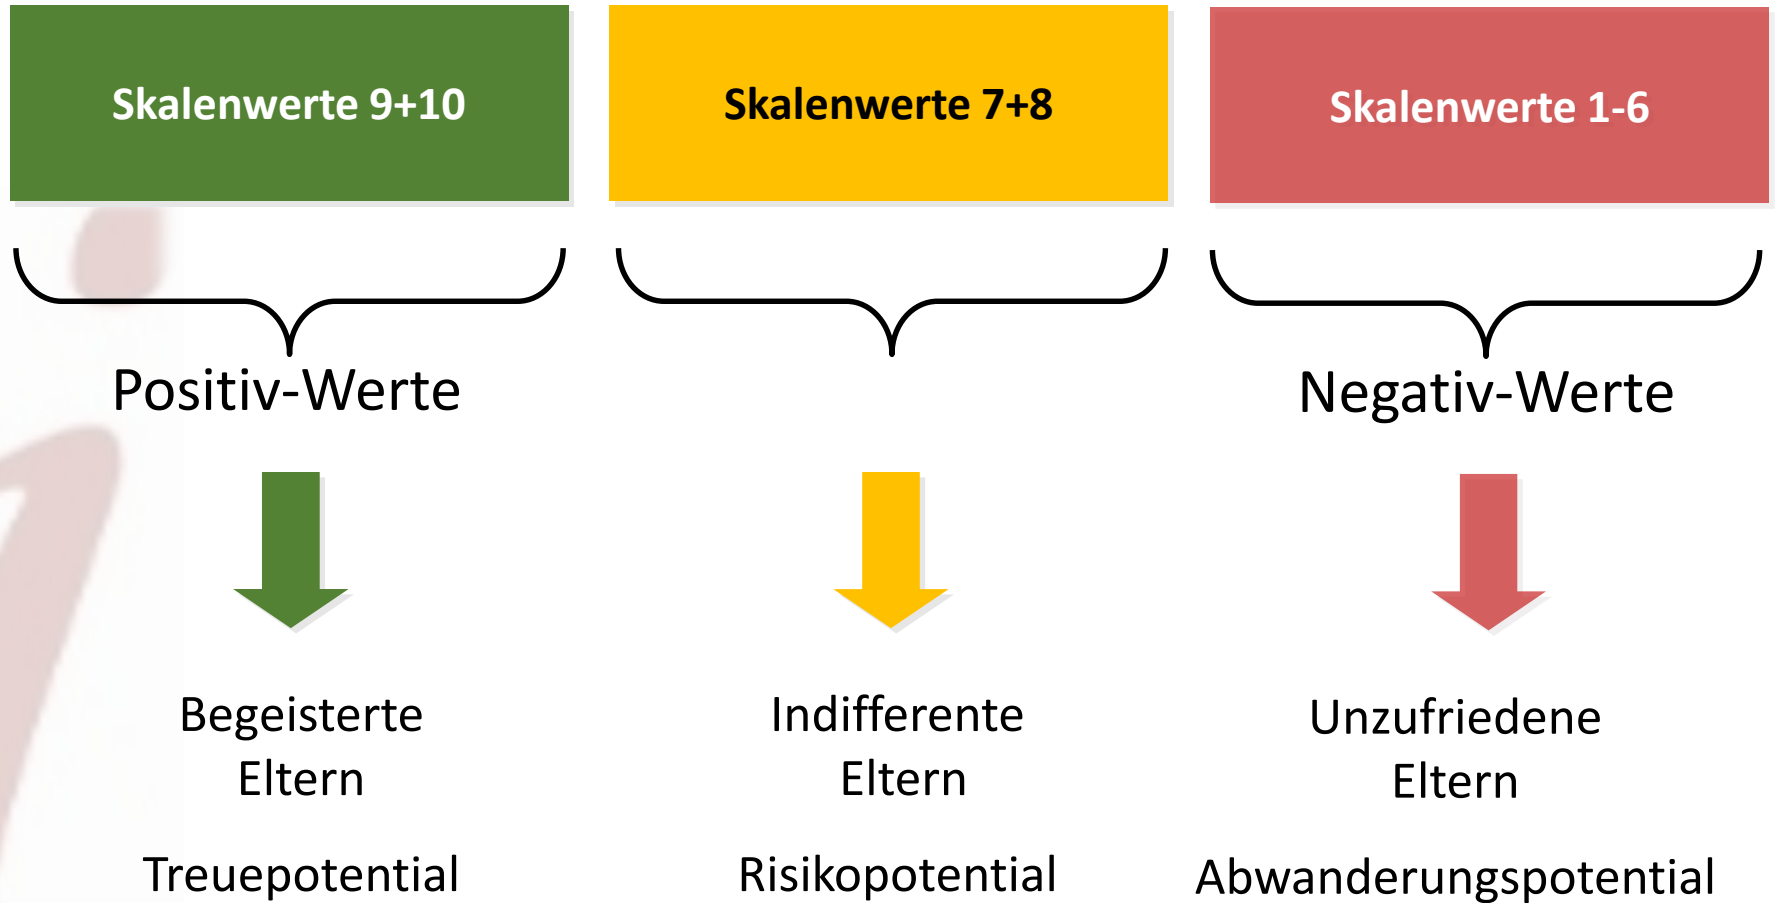 Skalenwerte 9+10
Skalenwerte 7+8
Skalenwerte 1-6
Positiv-Werte
Negativ-Werte
Begeisterte
Eltern
Indifferente
Eltern
Unzufriedene
Eltern
Treuepotential
Risikopotential
Abwanderungspotential